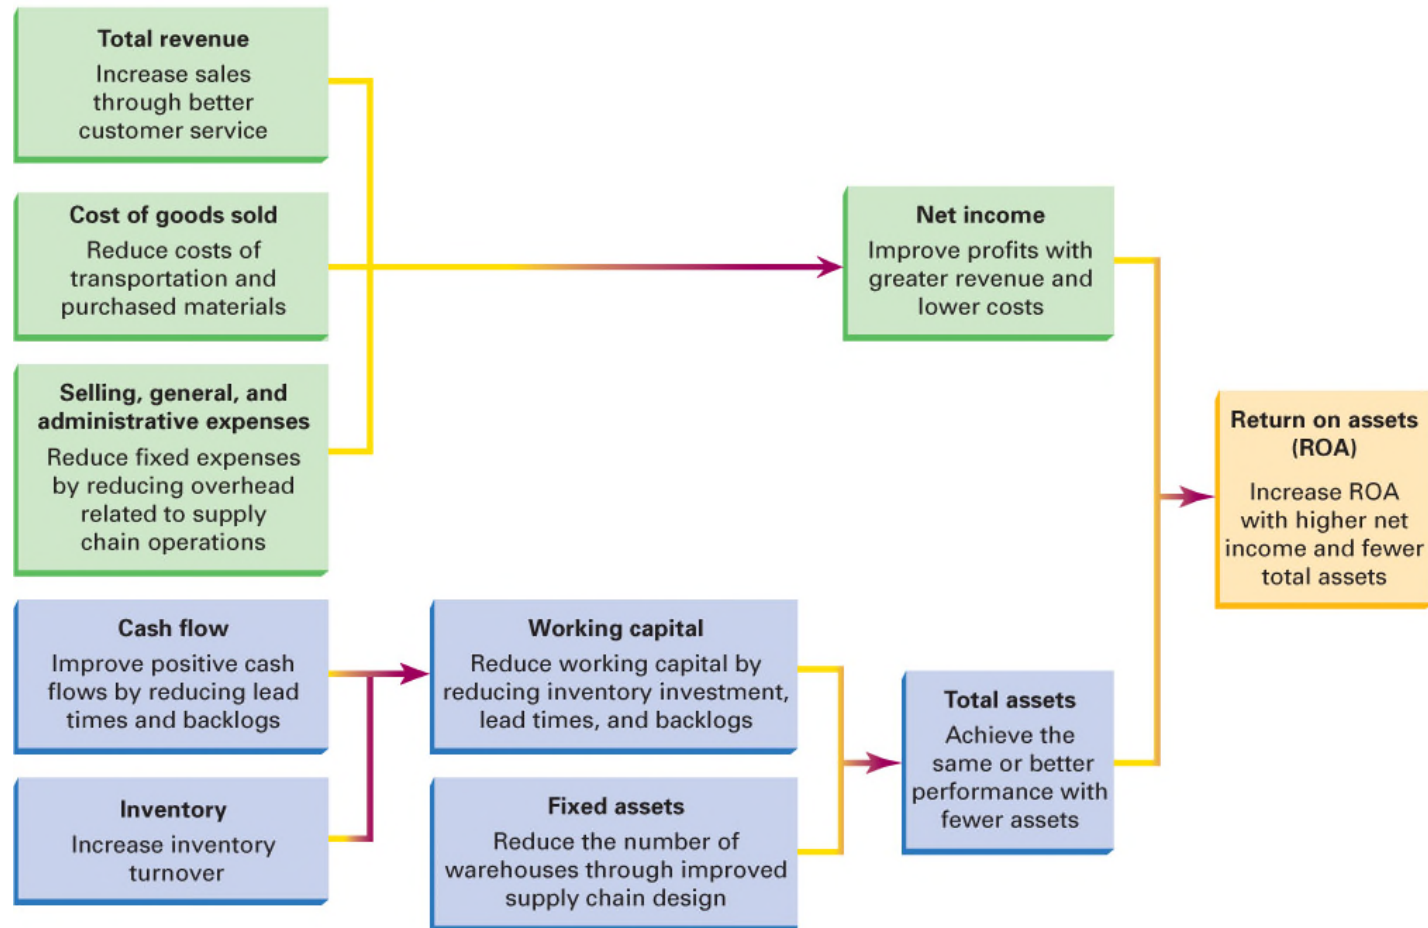 Total revenue
Increase sales
through better
customer service
Cost of goods sold
Reduce costs of
transportation and
purchased materials
Selling, general, and
administrative expenses
Reduce fixed expenses
by reducing overhead
related to supply
chain operations
Net income
Improve profits with
greater revenue and
lower costs
Return on assets
(ROA)
Increase ROA
with higher net
income and fewer
total assets
Cash flow
Improve positive cash
flows by reducing lead
times and backlogs
Inventory
Increase inventory
turnover
Working capital
Reduce working capital by
reducing inventory investment,
lead times, and backlogs
Fixed assets
Reduce the number of
warehouses through improved
supply chain design
Total assets
Achieve the
same or better
performance with
fewer assets